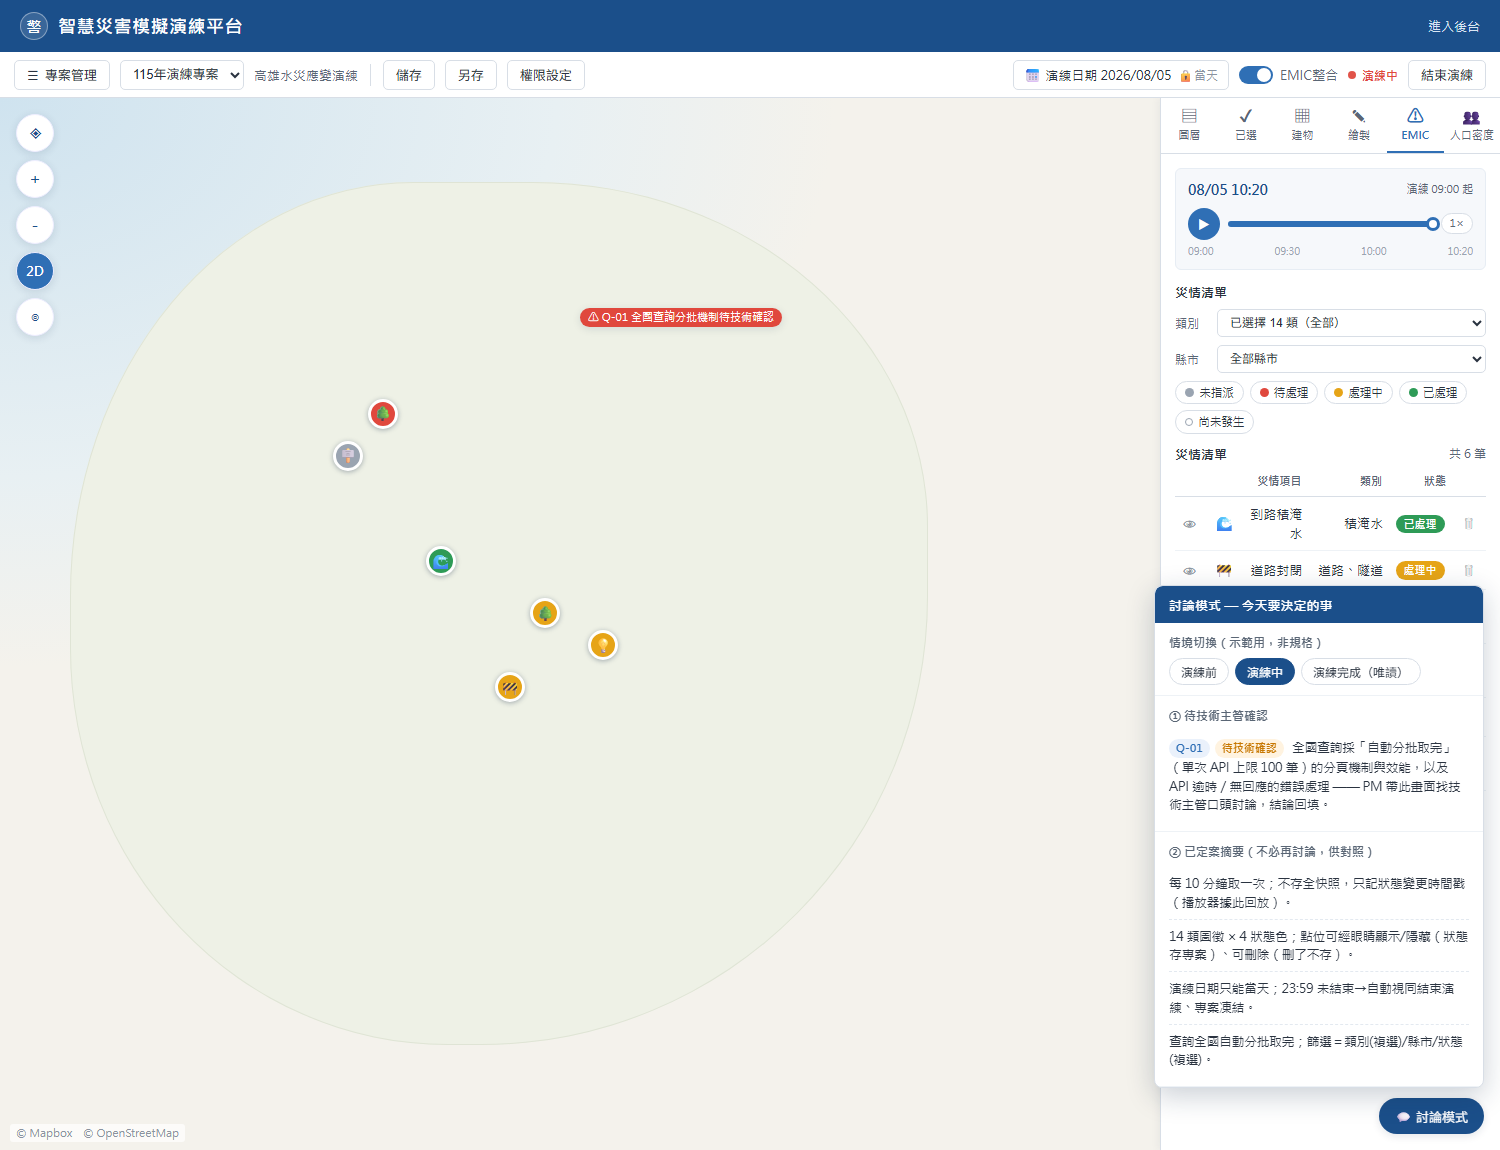 警 智慧災害模擬演練平台
進入後台
☰ 專案管理
115年演練專案
高雄水災應變演練
儲存
另存
權限設定
演練日期 2026/08/05 當天
EMIC整合
演練中
結束演練
+
-
2D
圖層
已選
建物
繪製
EMIC
人口密度
08/05 10:20
演練 09:00 起
1×
09:00
09:30
10:00
10:20
災情清單
類別
已選擇 14 類（全部）
縣市
全部縣市
未指派
待處理
處理中
已處理
尚未發生
災情清單
共 6 筆
災情項目
類別
狀態
到路積淹
水
積淹水
已處理
道路封閉
道路、隧道
處理中
⚠ Q-01 全國查詢分批機制待技術確認
討論模式 — 今天要決定的事
情境切換（示範用，非規格）
演練前
演練中
演練完成（唯讀）
① 待技術主管確認
Q-01 待技術確認 全國查詢採「自動分批取完」
（單次 API 上限 100 筆）的分頁機制與效能，以及
API 逾時 / 無回應的錯誤處理 —— PM 帶此畫面找技
術主管口頭討論，結論回填。
② 已定案摘要（不必再討論，供對照）
每 10 分鐘取一次；不存全快照，只記狀態變更時間戳
（播放器據此回放）。
14 類圖徵 × 4 狀態色；點位可經眼睛顯示/隱藏（狀態
存專案）、可刪除（刪了不存）。
演練日期只能當天；23:59 未結束→自動視同結束演
練、專案凍結。
查詢全國自動分批取完；篩選＝類別(複選)/縣市/狀態
(複選)。
討論模式
© Mapbox © OpenStreetMap